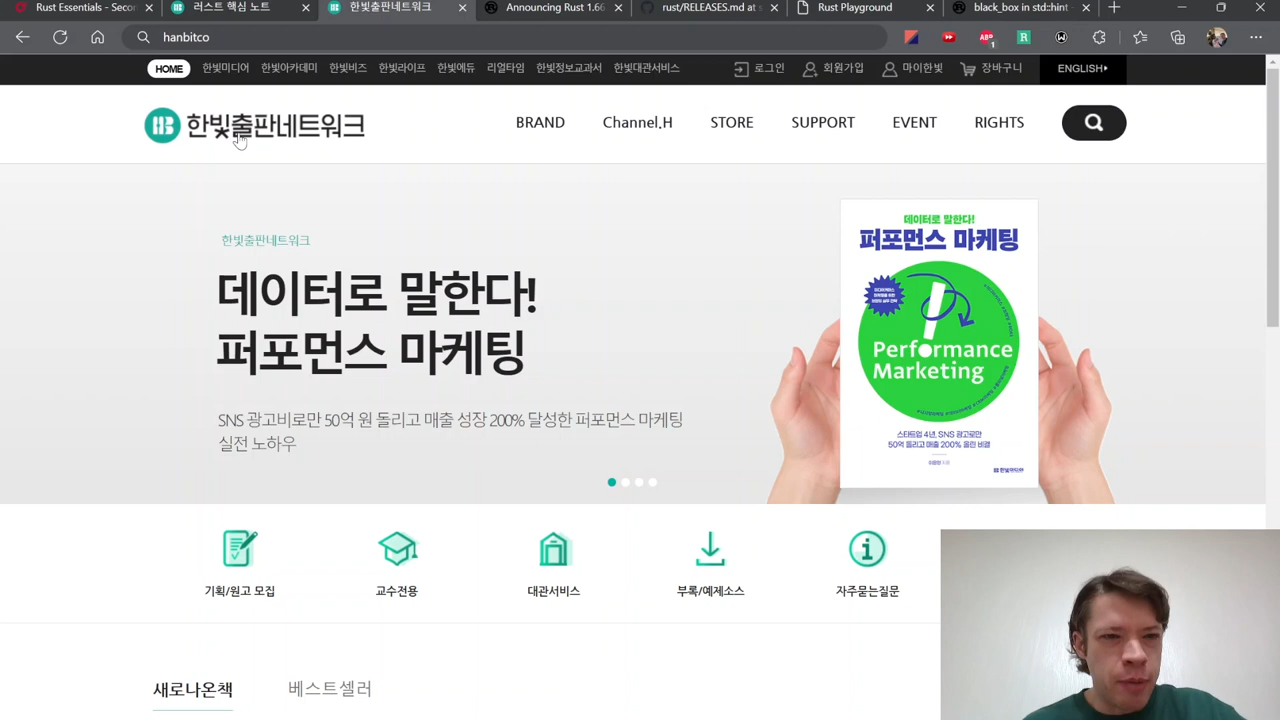 Rust Essentials - Secon
러스트 핵심 노트
한빛출판네트워크
Announcing Rust 1.66
rust/RELEASES.md at s
Rust Playground
black_box in std::hint
hanbitco
HOME 한빛미디어 한빛아카데미 한빛비즈 한빛라이프 한빛에듀 리얼타임 한빛정보교과서 한빛대관서비스 로그인 회원가입 마이한빛 장바구니 ENGLISH
한빛출판네트워크
BRAND Channel.H STORE SUPPORT EVENT RIGHTS
한빛출판네트워크
데이터로 말한다!
퍼포먼스 마케팅
SNS 광고비로만 50억 원 돌리고 매출 성장 200% 달성한 퍼포먼스 마케팅
실전 노하우
데이터로 말한다!
퍼포먼스 마케팅
Performance
Marketing
스타트업 4년, SNS 광고로만
50억 돌리고 매출 200% 올린 비결
한빛미디어
기획/원고 모집
교수전용
대관서비스
부록/예제소스
자주묻는질문
새로나온책 베스트셀러